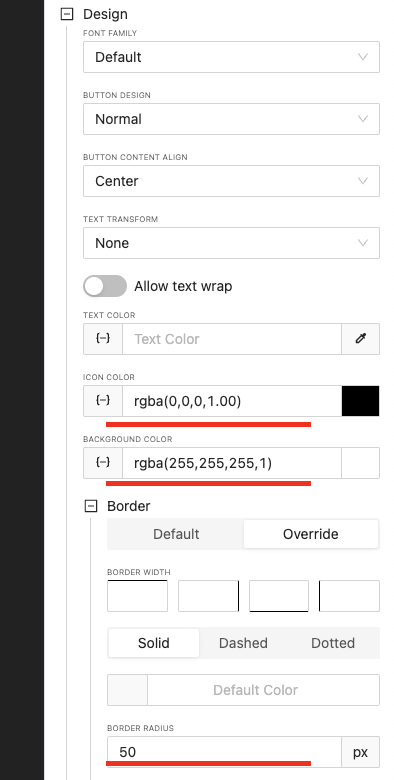 Design
FONT FAMILY
Default
BUTTON DESIGN
Normal
BUTTON CONTENT ALIGN
Center
TEXT TRANSFORM
None
Allow text wrap
TEXT COLOR
{--} Text Color
ICON COLOR
{--} rgba(0,0,0,1.00)
BACKGROUND COLOR
{--} rgba(255,255,255,1)
Border
Default Override
BORDER WIDTH
Solid Dashed Dotted
Default Color
BORDER RADIUS
50 px